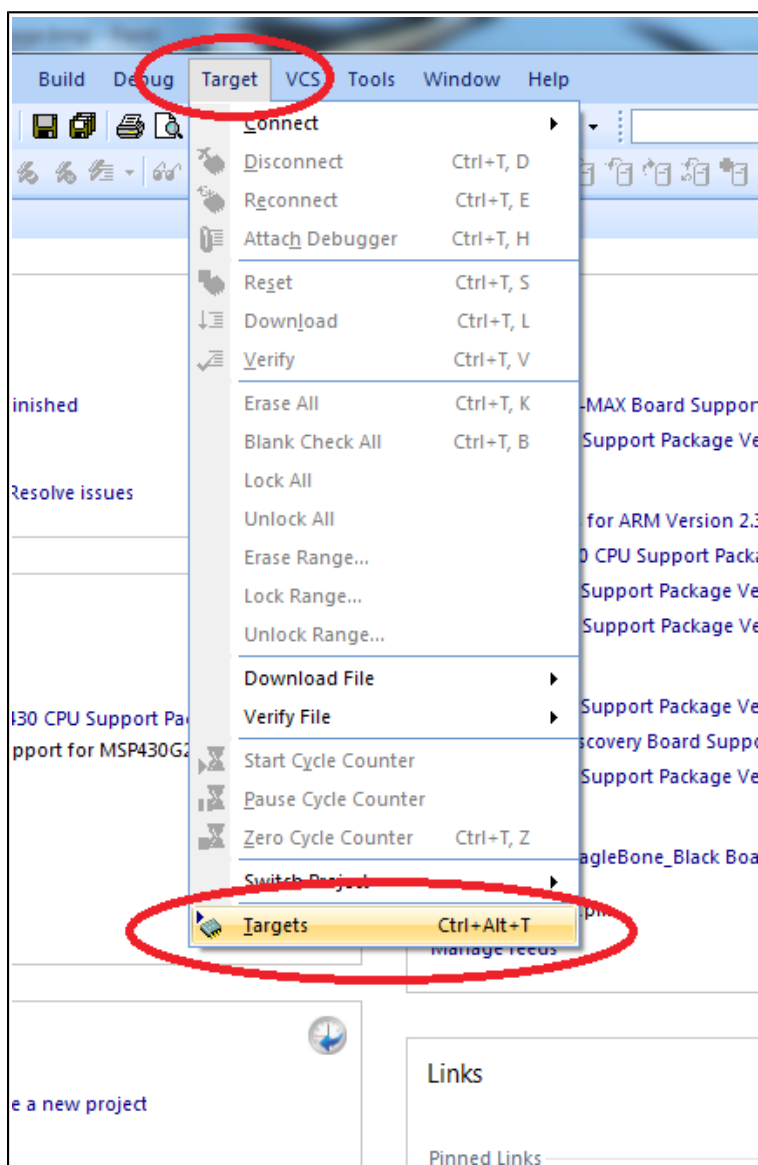 Build Debug Target VCS Tools Window Help
Connect
Disconnect Ctrl+T, D
Reconnect Ctrl+T, E
Attach Debugger Ctrl+T, H
Reset Ctrl+T, S
Download Ctrl+T, L
Verify Ctrl+T, V
Erase All Ctrl+T, K
Blank Check All Ctrl+T, B
Lock All
Unlock All
Erase Range...
Lock Range...
Unlock Range...
Download File
Verify File
Start Cycle Counter
Pause Cycle Counter
Zero Cycle Counter Ctrl+T, Z
Switch Project
Targets Ctrl+Alt+T
inished
Resolve issues
430 CPU Support Pa
pport for MSP430G2
e a new project
-MAX Board Suppor
Support Package Ve
for ARM Version 2.3
0 CPU Support Packa
Support Package Ve
Support Package Ve
Support Package Ve
scovery Board Suppo
Support Package Ve
agleBone_Black Boa
Manage feeds
Links
Pinned Links